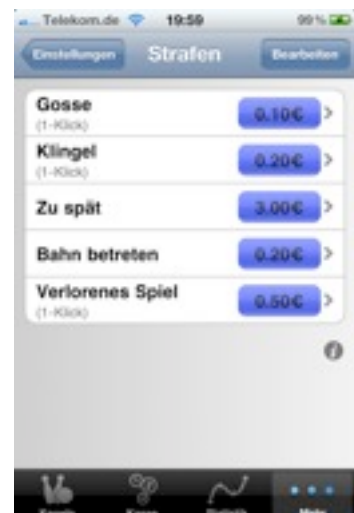 Telekom.de 19:59 99 %
Einstellungen Strafen Bearbeiten
Gosse 0.10€
(1-Klick)
Klingel 0.20€
(1-Klick)
Zu spät 3.00€
Bahn betreten 0.20€
Verlorenes Spiel 0.50€
(1-Klick)